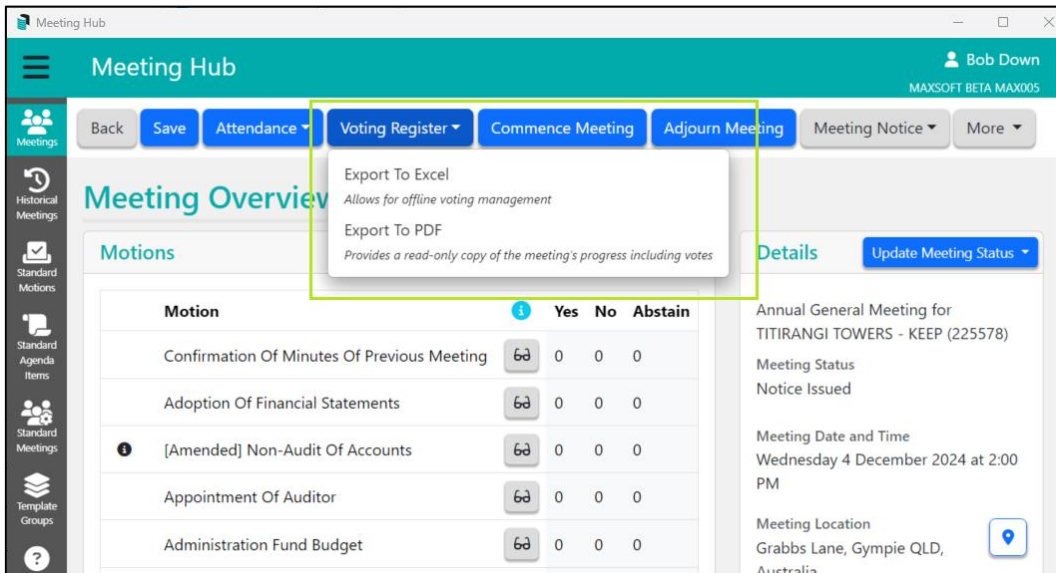 Meeting Hub
Meeting Hub
Bob Down
MAXSOFT BETA MAX005
Meetings
Historical
Meetings
Standard
Motions
Standard
Agenda
Items
Standard
Meetings
Template
Groups
Back Save Attendance Voting Register Commence Meeting Adjourn Meeting Meeting Notice More
Export To Excel
Allows for offline voting management
Export To PDF
Provides a read-only copy of the meeting's progress including votes
Meeting Overview
Motions
Motion Yes No Abstain
Confirmation Of Minutes Of Previous Meeting 0 0 0
Adoption Of Financial Statements 0 0 0
[Amended] Non-Audit Of Accounts 0 0 0
Appointment Of Auditor 0 0 0
Administration Fund Budget 0 0 0
Details Update Meeting Status
Annual General Meeting for
TITIRANGI TOWERS - KEEP (225578)
Meeting Status
Notice Issued
Meeting Date and Time
Wednesday 4 December 2024 at 2:00
PM
Meeting Location
Grabbs Lane, Gympie QLD,
Australia